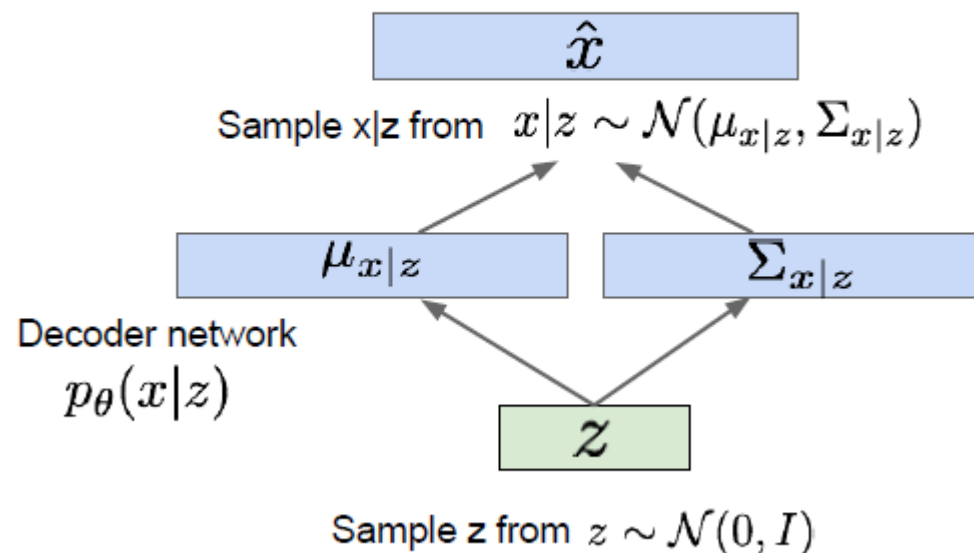 x̂
Sample x|z from x|z ∼ 𝒩(μ_{x|z}, Σ_{x|z})
μ_{x|z} Σ_{x|z}
Decoder network
p_θ(x|z)
z
Sample z from z ∼ 𝒩(0, I)